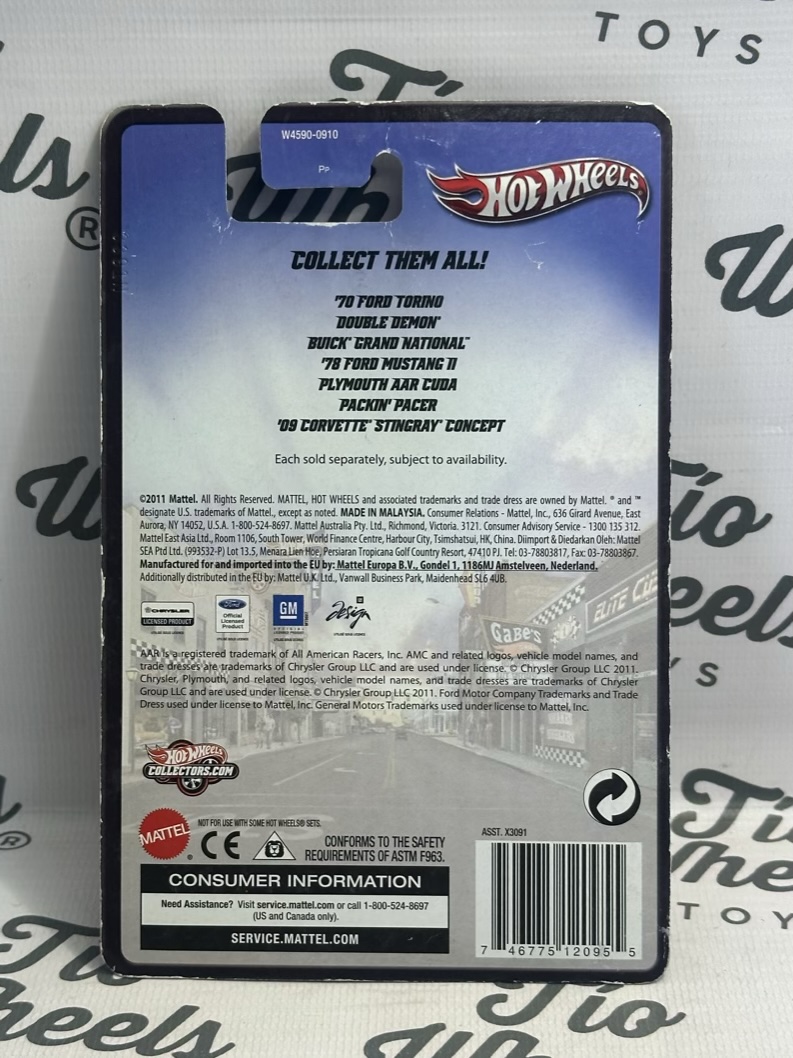 TOYS
Tío
Wheels
W4590-0910
PP
HOT WHEELS®
COLLECT THEM ALL!
'70 FORD TORINO
DOUBLE DEMON™
BUICK® GRAND NATIONAL™
'78 FORD MUSTANG II
PLYMOUTH AAR CUDA
PACKIN' PACER
'09 CORVETTE® STINGRAY® CONCEPT
Each sold separately, subject to availability.
©2011 Mattel. All Rights Reserved. MATTEL, HOT WHEELS and associated trademarks and trade dress are owned by Mattel. ® and ™
designate U.S. trademarks of Mattel., except as noted. MADE IN MALAYSIA. Consumer Relations - Mattel, Inc., 636 Girard Avenue, East
Aurora, NY 14052, U.S.A. 1-800-524-8697. Mattel Australia Pty. Ltd., Richmond, Victoria. 3121. Consumer Advisory Service - 1300 135 312.
Mattel East Asia Ltd., Room 1106, South Tower, World Finance Centre, Harbour City, Tsimshatsui, HK, China. Diimport & Diedarkan Oleh: Mattel
SEA Ptd Ltd. (993532-P) Lot 13.5, Menara Lien Hoe, Persiaran Tropicana Golf Country Resort, 47410 PJ. Tel: 03-78803817, Fax: 03-78803867.
Manufactured for and imported into the EU by: Mattel Europa B.V., Gondel 1, 1186MJ Amstelveen, Nederland.
Additionally distributed in the EU by: Mattel U.K. Ltd., Vanwall Business Park, Maidenhead SL6 4UB.
CHRYSLER
LICENSED PRODUCT
Ford
Official
Licensed
Product
GM
Design
GaBe's
ELITE
AAR is a registered trademark of All American Racers, Inc. AMC and related logos, vehicle model names, and
trade dresses are trademarks of Chrysler Group LLC and are used under license. © Chrysler Group LLC 2011.
Chrysler, Plymouth, and related logos, vehicle model names, and trade dresses are trademarks of Chrysler
Group LLC and are used under license. © Chrysler Group LLC 2011. Ford Motor Company Trademarks and Trade
Dress used under license to Mattel, Inc. General Motors Trademarks used under license to Mattel, Inc.
HOT WHEELS
COLLECTORS.COM
MATTEL
NOT FOR USE WITH SOME HOT WHEELS® SETS.
CE
CONFORMS TO THE SAFETY
REQUIREMENTS OF ASTM F963.
CONSUMER INFORMATION
Need Assistance? Visit service.mattel.com or call 1-800-524-8697
(US and Canada only).
SERVICE.MATTEL.COM
ASST. X3091
7 46775 12095 5